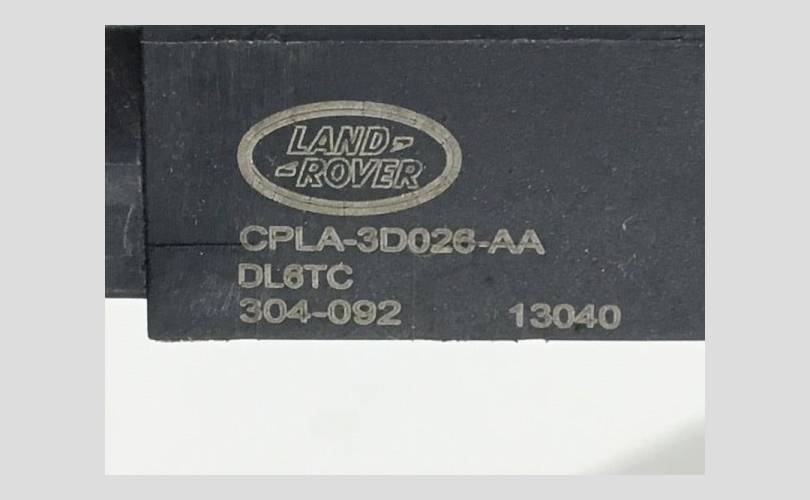 LAND-
-ROVER
CPLA-3D026-AA
DL6TC
304-092 13040